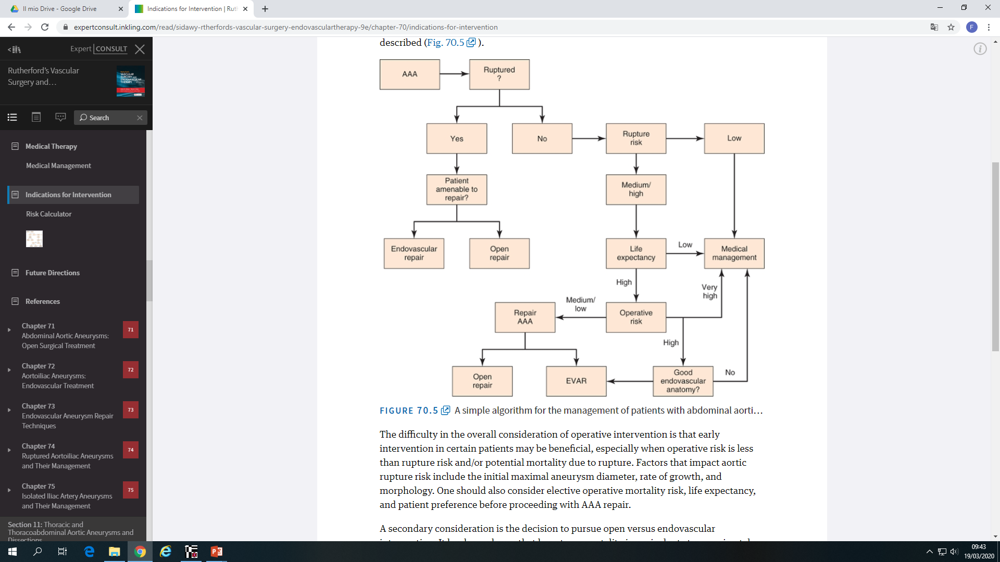 Il mio Drive - Google Drive
Indications for Intervention | Rut
expertconsult.inkling.com/read/sidawy-rtherfords-vascular-surgery-endovasculartherapy-9e/chapter-70/indications-for-intervention
F
Expert | CONSULT
Rutherford's Vascular
Surgery and…
VASCULAR
SURGERY AND
ENDOVASCULAR
THERAPY
Search
Medical Therapy
Medical Management
Indications for Intervention
Risk Calculator
Future Directions
References
Chapter 71
Abdominal Aortic Aneurysms:
Open Surgical Treatment
71
Chapter 72
Aortoiliac Aneurysms:
Endovascular Treatment
72
Chapter 73
Endovascular Aneurysm Repair
Techniques
73
Chapter 74
Ruptured Aortoiliac Aneurysms
and Their Management
74
Chapter 75
Isolated Iliac Artery Aneurysms
and Their Management
75
Section 11: Thoracic and
Thoracoabdominal Aortic Aneurysms and
Dissections
described (Fig. 70.5 ).
AAA
Ruptured
?
Yes
No
Rupture
risk
Low
Patient
amenable to
repair?
Medium/
high
Endovascular
repair
Open
repair
Life
expectancy
Low
Medical
management
High
Very
high
Medium/
low
Repair
AAA
Operative
risk
High
Open
repair
EVAR
Good
endovascular
anatomy?
No
FIGURE 70.5 A simple algorithm for the management of patients with abdominal aorti…
The difficulty in the overall consideration of operative intervention is that early
intervention in certain patients may be beneficial, especially when operative risk is less
than rupture risk and/or potential mortality due to rupture. Factors that impact aortic
rupture risk include the initial maximal aneurysm diameter, rate of growth, and
morphology. One should also consider elective operative mortality risk, life expectancy,
and patient preference before proceeding with AAA repair.
A secondary consideration is the decision to pursue open versus endovascular
09:43
19/03/2020